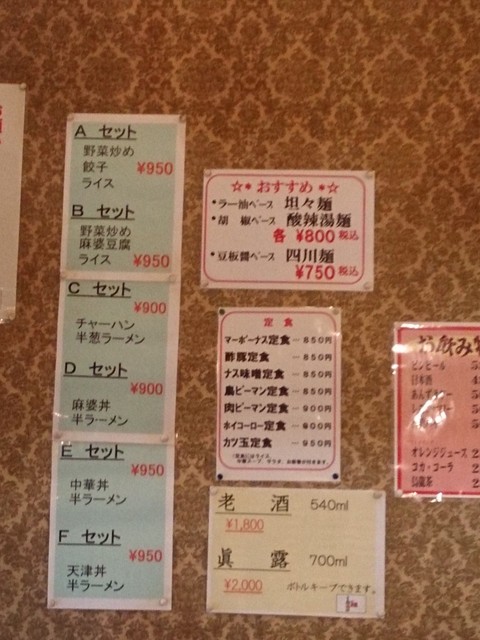 A セット
野菜炒め
餃子 ¥950
ライス
B セット
野菜炒め
麻婆豆腐
ライス ¥950
C セット
¥900
チャーハン
半葱ラーメン
D セット
¥900
麻婆丼
半ラーメン
E セット
¥950
中華丼
半ラーメン
F セット
¥950
天津丼
半ラーメン
☆* おすすめ *☆
・ラー油ベース 坦々麺
・胡 椒ベース 酸辣湯麺
各 ¥800税込
・豆板醤ベース 四川麺
¥750税込
定食
マーボーナス定食 ― 850円
酢豚定食 ― 850円
ナス味噌定食 ― 850円
鳥ピーマン定食 ― 850円
肉ピーマン定食 ― 900円
ホイコーロー定食 ― 900円
カツ玉定食 ― 950円
老 酒 540ml
¥1,800
眞 露 700ml
¥2,000 ボトルキープできます。
お飲み
ビンビール
日本酒
オレンジジュース
コカ・コーラ
烏龍茶